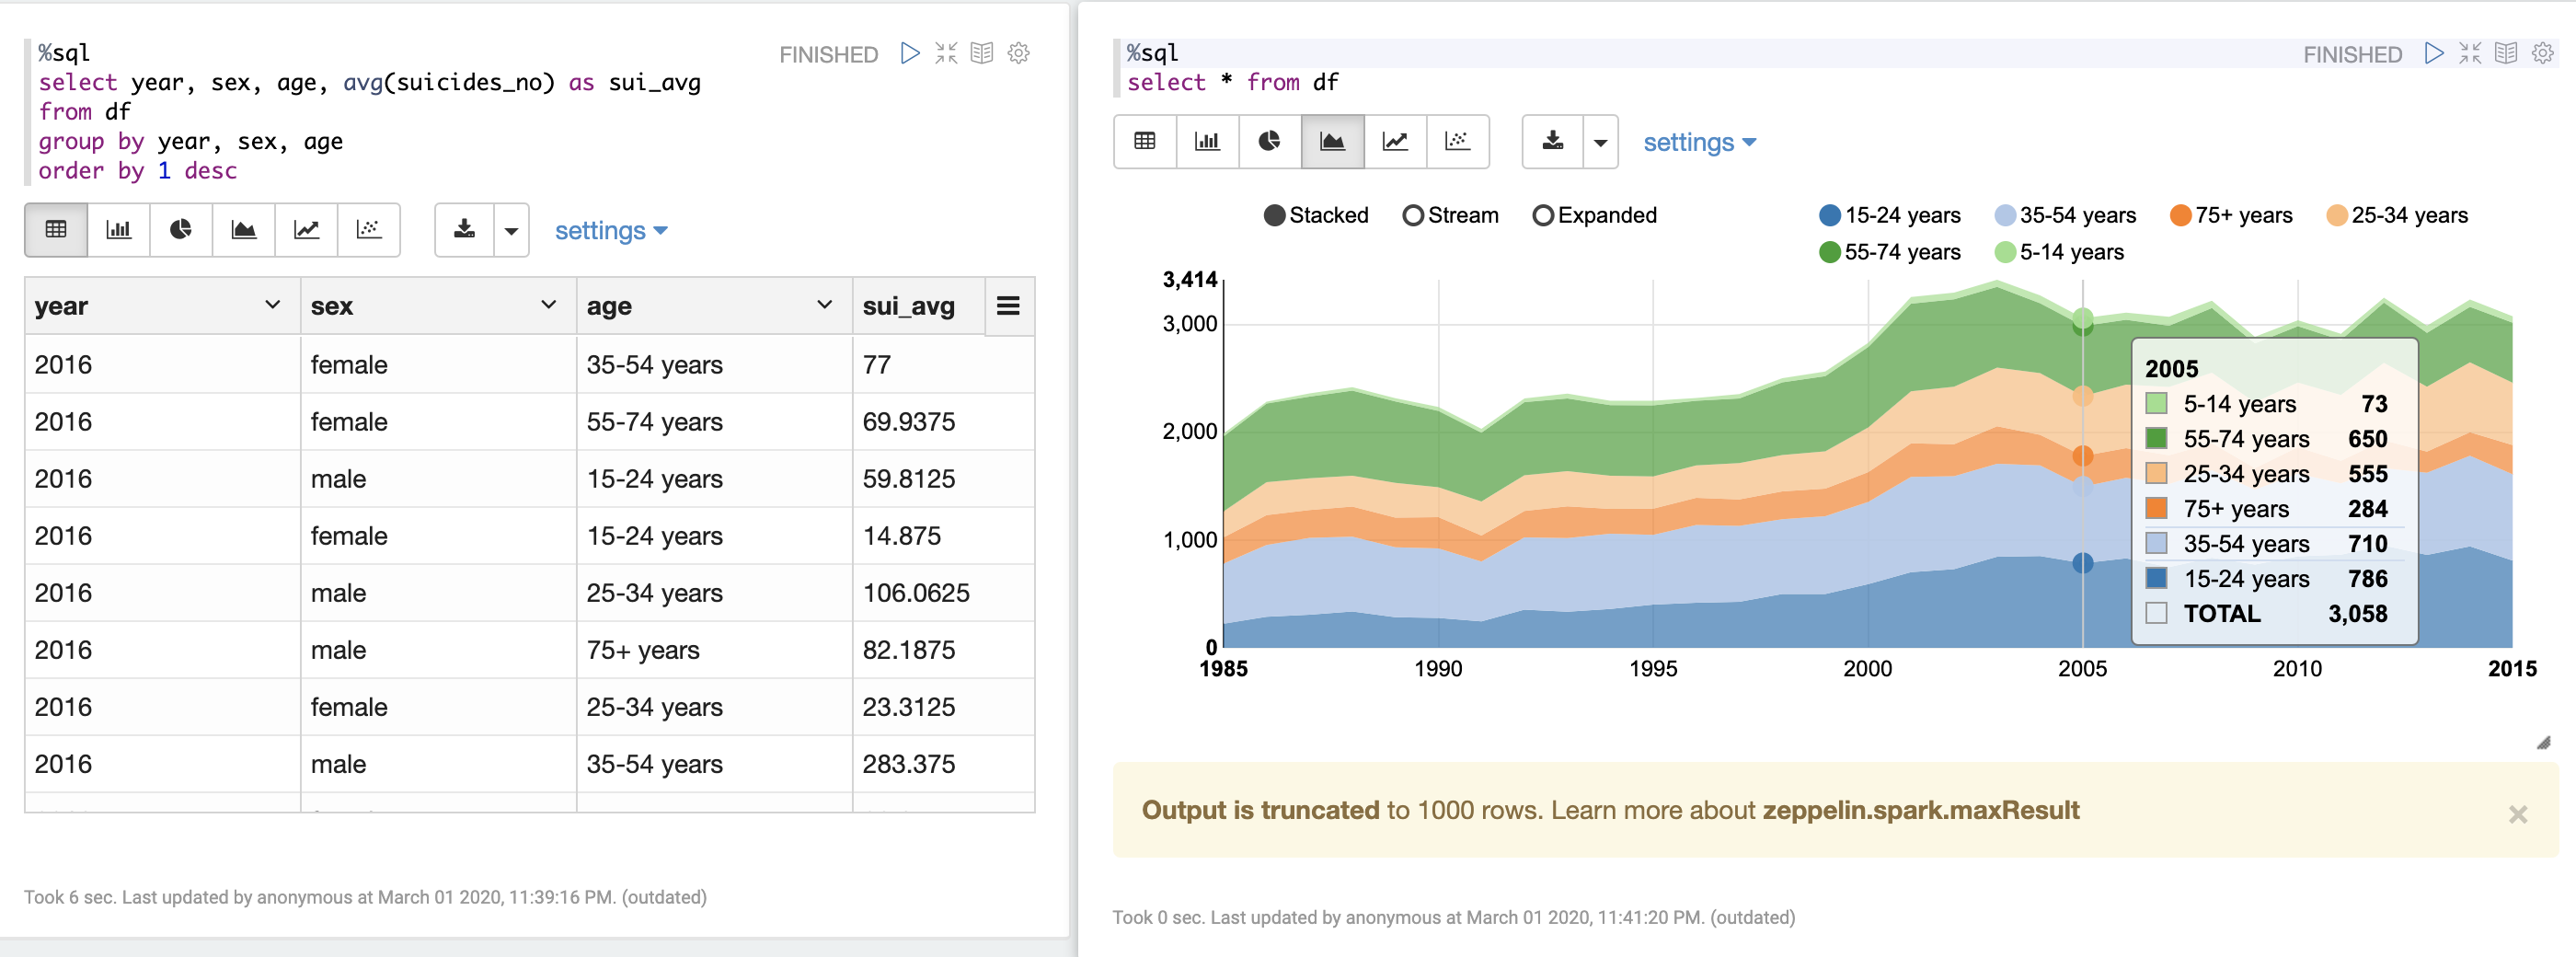 %sql
select year, sex, age, avg(suicides_no) as sui_avg
from df
group by year, sex, age
order by 1 desc
FINISHED
settings
year sex age sui_avg
2016 female 35-54 years 77
2016 female 55-74 years 69.9375
2016 male 15-24 years 59.8125
2016 female 15-24 years 14.875
2016 male 25-34 years 106.0625
2016 male 75+ years 82.1875
2016 female 25-34 years 23.3125
2016 male 35-54 years 283.375
Took 6 sec. Last updated by anonymous at March 01 2020, 11:39:16 PM. (outdated)
%sql
select * from df
FINISHED
settings
Stacked Stream Expanded
15-24 years 35-54 years 75+ years 25-34 years
55-74 years 5-14 years
3,414
3,000
2,000
1,000
0
1985 1990 1995 2000 2005 2010 2015
2005
5-14 years 73
55-74 years 650
25-34 years 555
75+ years 284
35-54 years 710
15-24 years 786
TOTAL 3,058
Output is truncated to 1000 rows. Learn more about zeppelin.spark.maxResult
Took 0 sec. Last updated by anonymous at March 01 2020, 11:41:20 PM. (outdated)